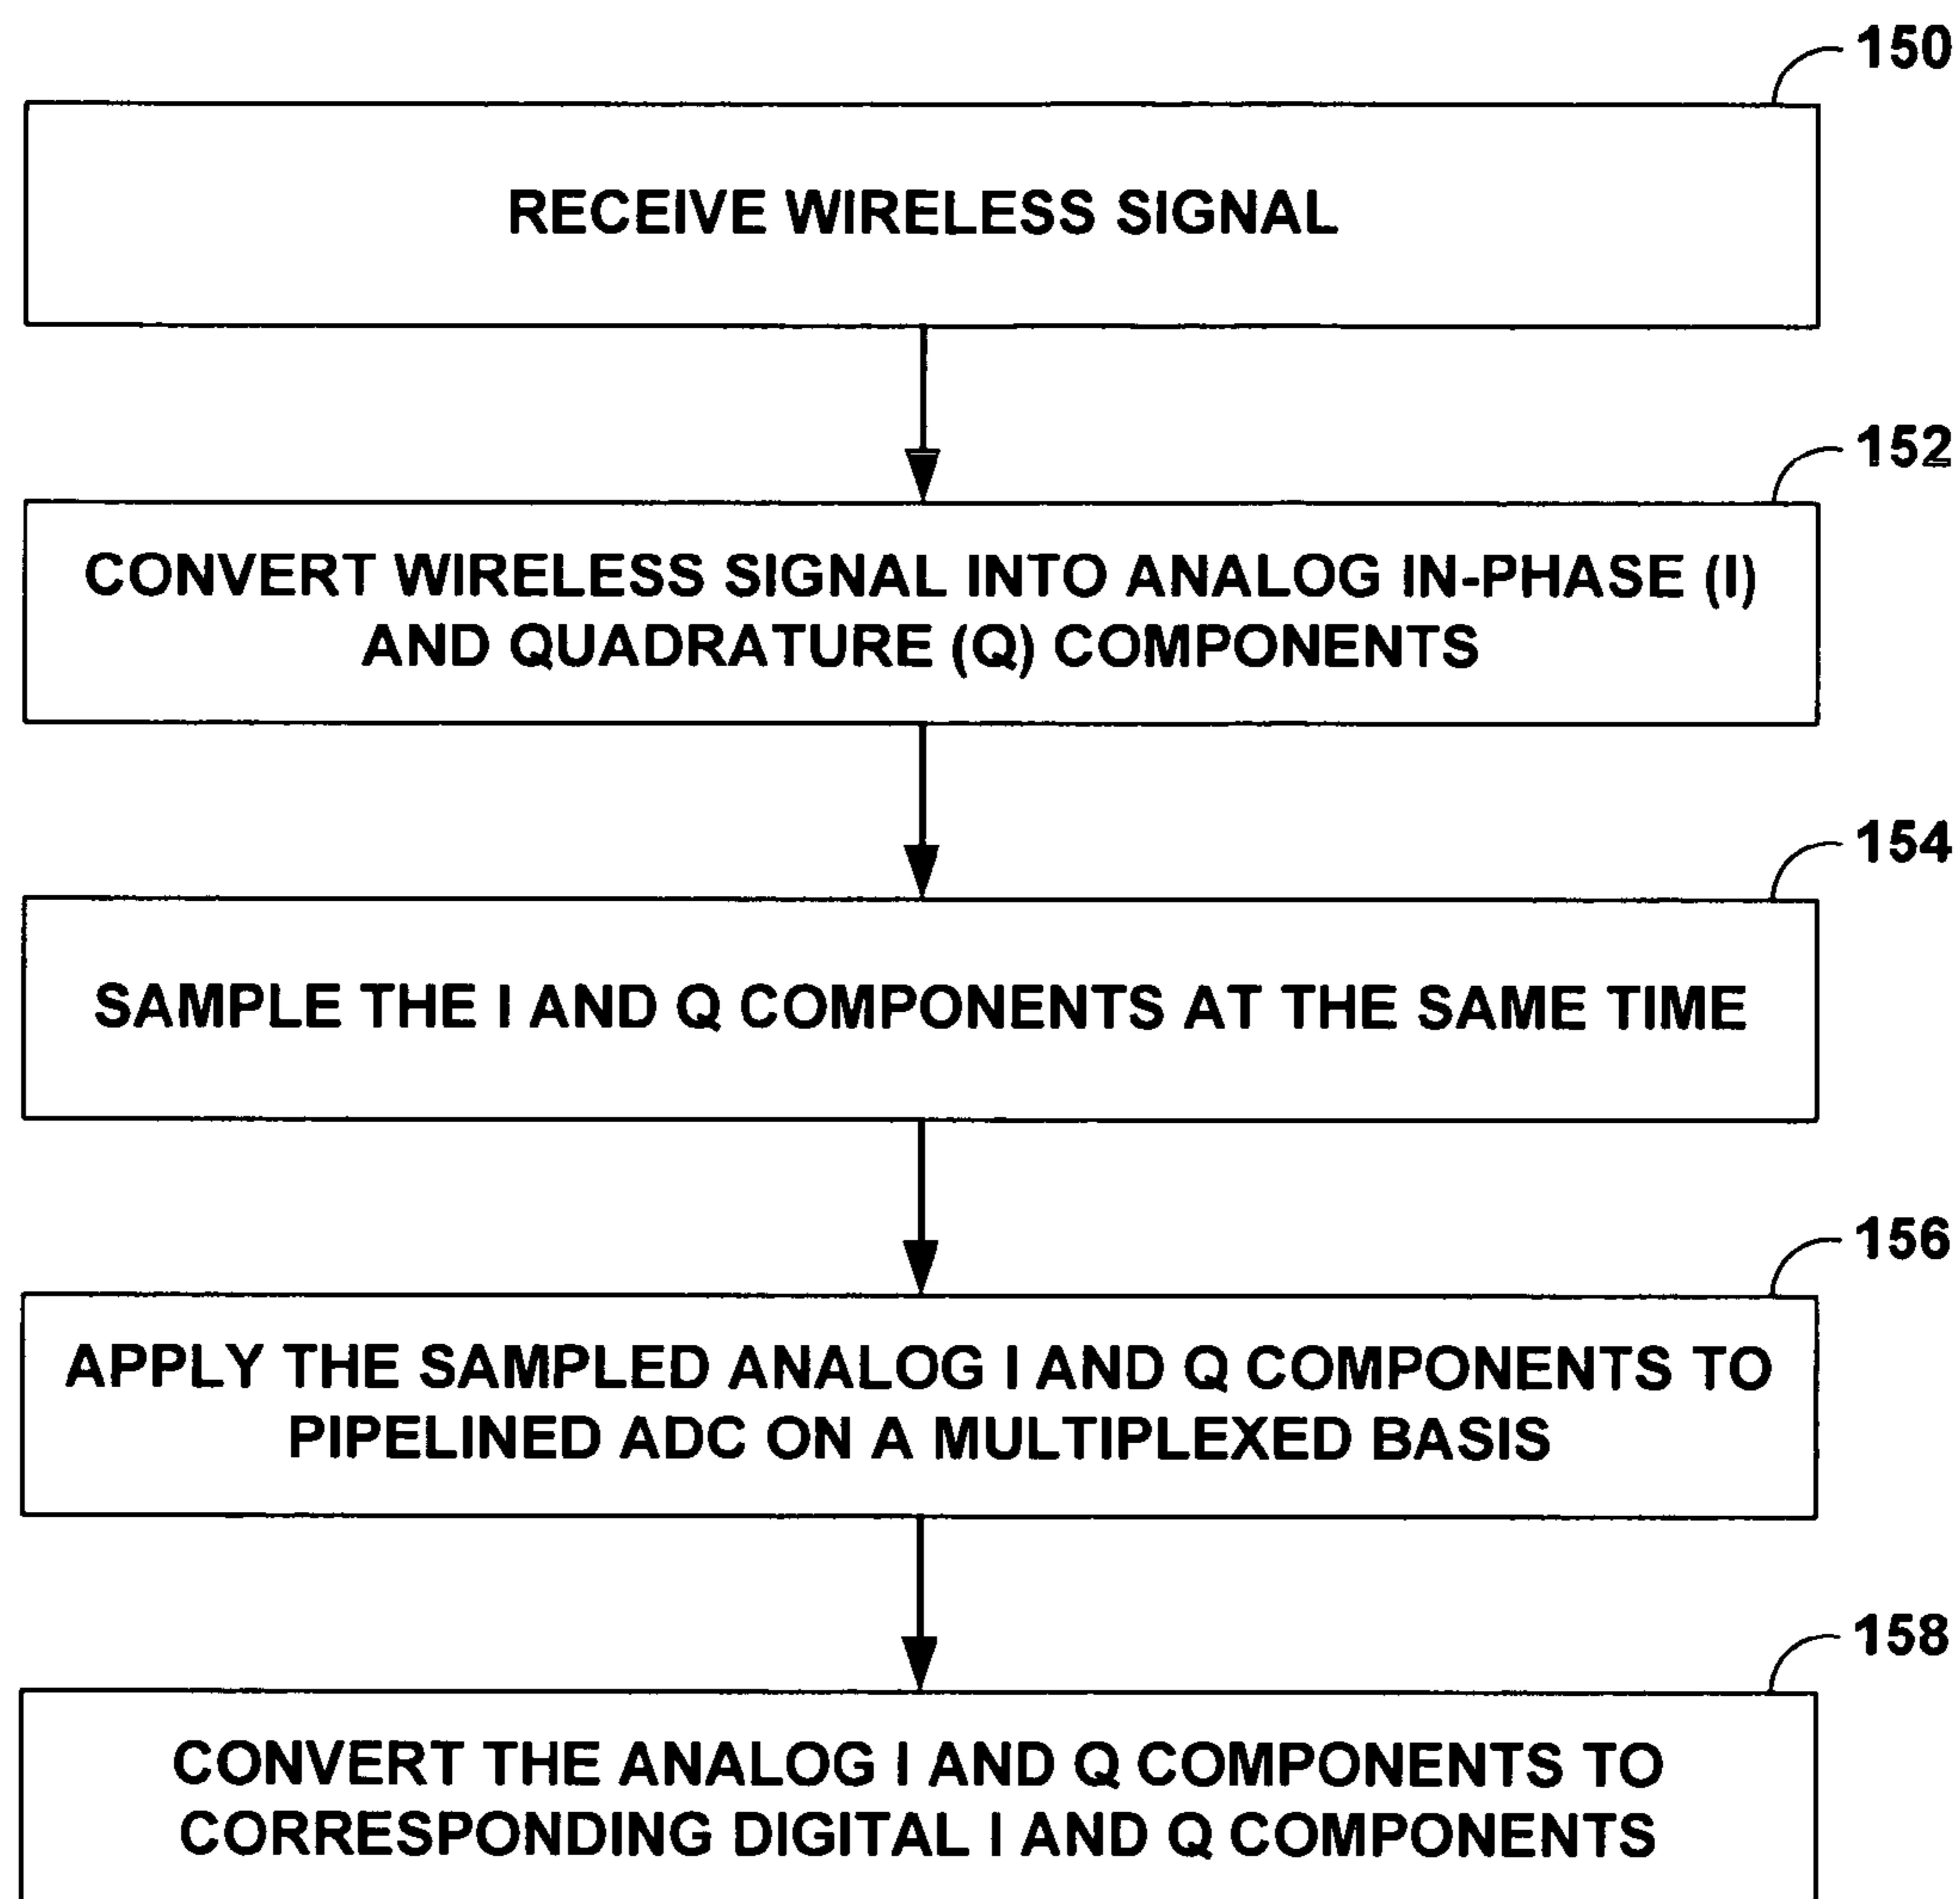 150
RECEIVE WIRELESS SIGNAL
152
CONVERT WIRELESS SIGNAL INTO ANALOG IN-PHASE (I)
AND QUADRATURE (Q) COMPONENTS
154
SAMPLE THE I AND Q COMPONENTS AT THE SAME TIME
156
APPLY THE SAMPLED ANALOG I AND Q COMPONENTS TO
PIPELINED ADC ON A MULTIPLEXED BASIS
158
CONVERT THE ANALOG I AND Q COMPONENTS TO
CORRESPONDING DIGITAL I AND Q COMPONENTS